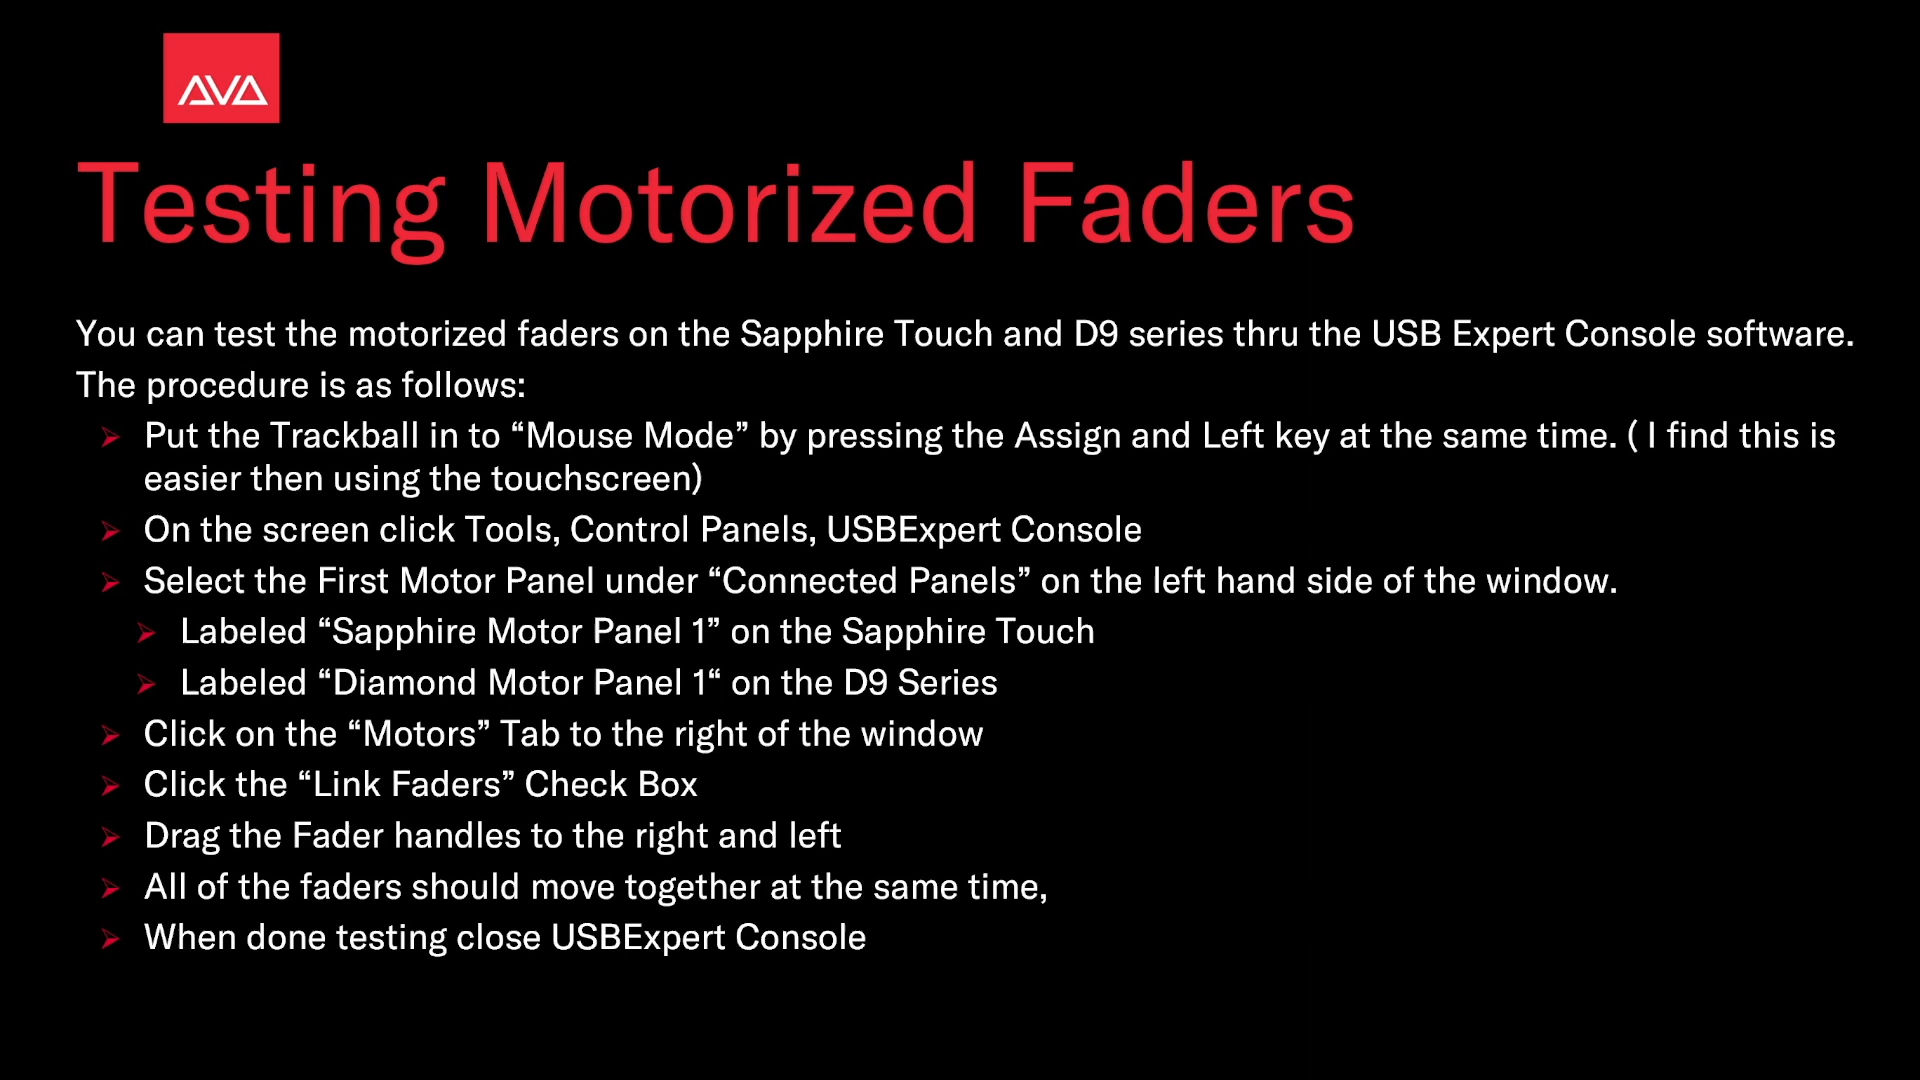 AVA
Testing Motorized Faders
You can test the motorized faders on the Sapphire Touch and D9 series thru the USB Expert Console software.
The procedure is as follows:
Put the Trackball in to “Mouse Mode” by pressing the Assign and Left key at the same time. ( I find this is
easier then using the touchscreen)
On the screen click Tools, Control Panels, USBExpert Console
Select the First Motor Panel under “Connected Panels” on the left hand side of the window.
Labeled “Sapphire Motor Panel 1” on the Sapphire Touch
Labeled “Diamond Motor Panel 1“ on the D9 Series
Click on the “Motors” Tab to the right of the window
Click the “Link Faders” Check Box
Drag the Fader handles to the right and left
All of the faders should move together at the same time,
When done testing close USBExpert Console